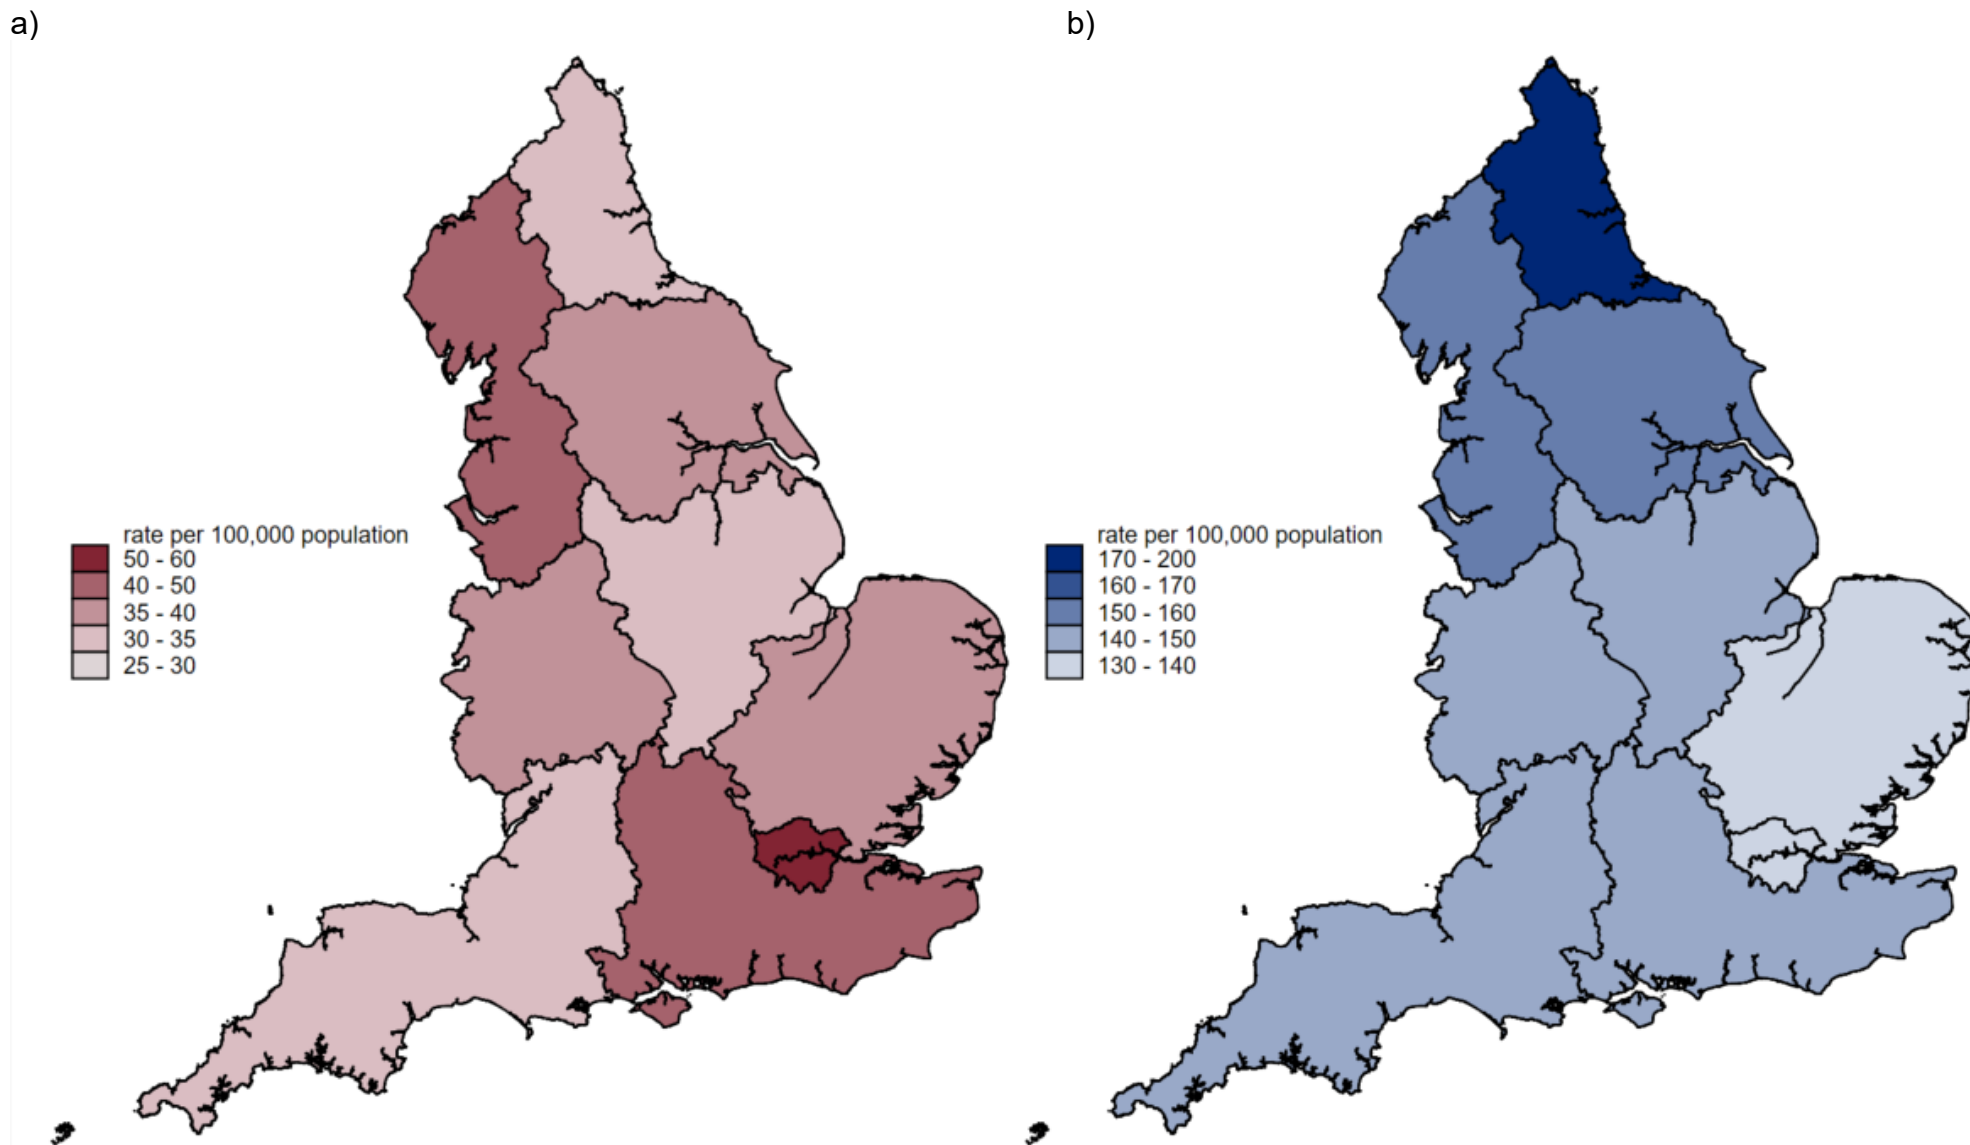 a)
b)
rate per 100,000 population
50 - 60
40 - 50
35 - 40
30 - 35
25 - 30
rate per 100,000 population
170 - 200
160 - 170
150 - 160
140 - 150
130 - 140